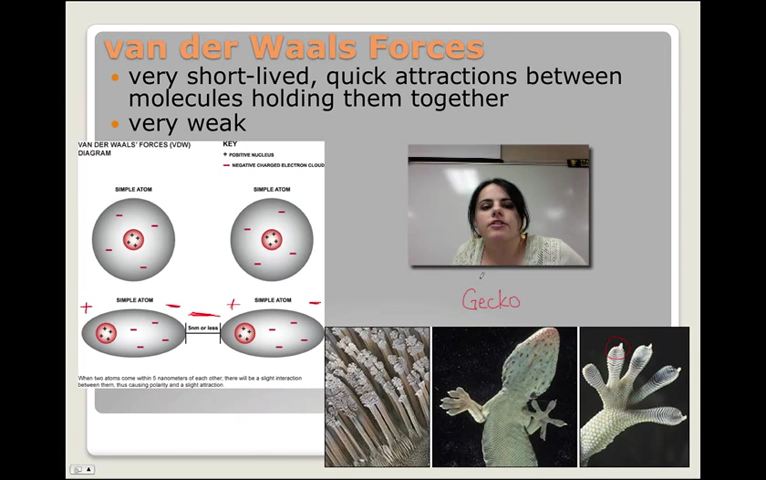 van der Waals Forces
very short-lived, quick attractions between
molecules holding them together
very weak
VAN DER WAALS' FORCES (VDW)
DIAGRAM
KEY
+ POSITIVE NUCLEUS
− NEGATIVE CHARGED ELECTRON CLOUD
SIMPLE ATOM
SIMPLE ATOM
SIMPLE ATOM
SIMPLE ATOM
5nm or less
When two atoms come within 5 nanometers of each other, there will be a slight interaction
between them, thus causing polarity and a slight attraction.
Gecko